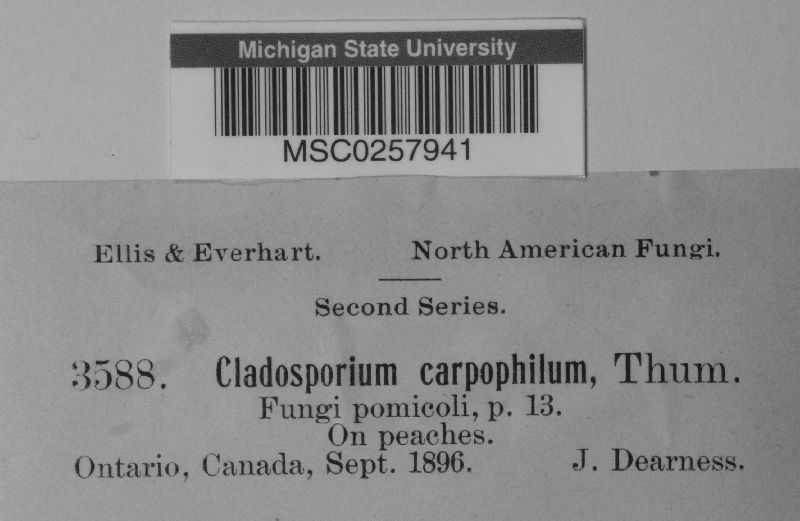 Michigan State University
MSC0257941
Ellis & Everhart. North American Fungi.
Second Series.
3588. Cladosporium carpophilum, Thum.
Fungi pomicoli, p. 13.
On peaches.
Ontario, Canada, Sept. 1896. J. Dearness.